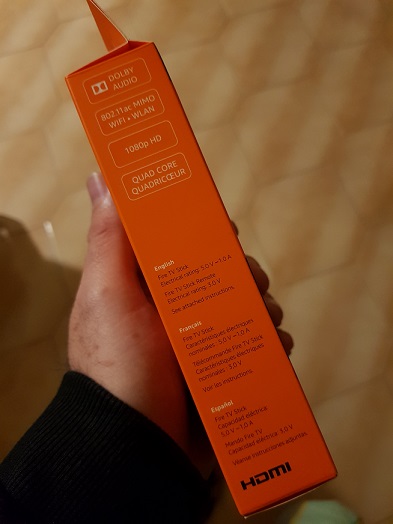 DOLBY
AUDIO
802.11ac MIMO
WIFI • WLAN
1080p HD
QUAD CORE
QUADRICŒUR
English
Fire TV Stick
Electrical rating: 5.0 V ⎓ 1.0 A
Fire TV Stick Remote
Electrical rating: 3.0 V
See attached instructions.
Français
Fire TV Stick
Caractéristiques électriques
nominales : 5,0 V ⎓ 1,0 A
Télécommande Fire TV Stick
Caractéristiques électriques
nominales : 3,0 V
Voir les instructions.
Español
Fire TV Stick
Capacidad eléctrica
5,0 V ⎓ 1,0 A
Mando Fire TV
Capacidad eléctrica 3,0 V
instrucciones adjuntas.
HDMI